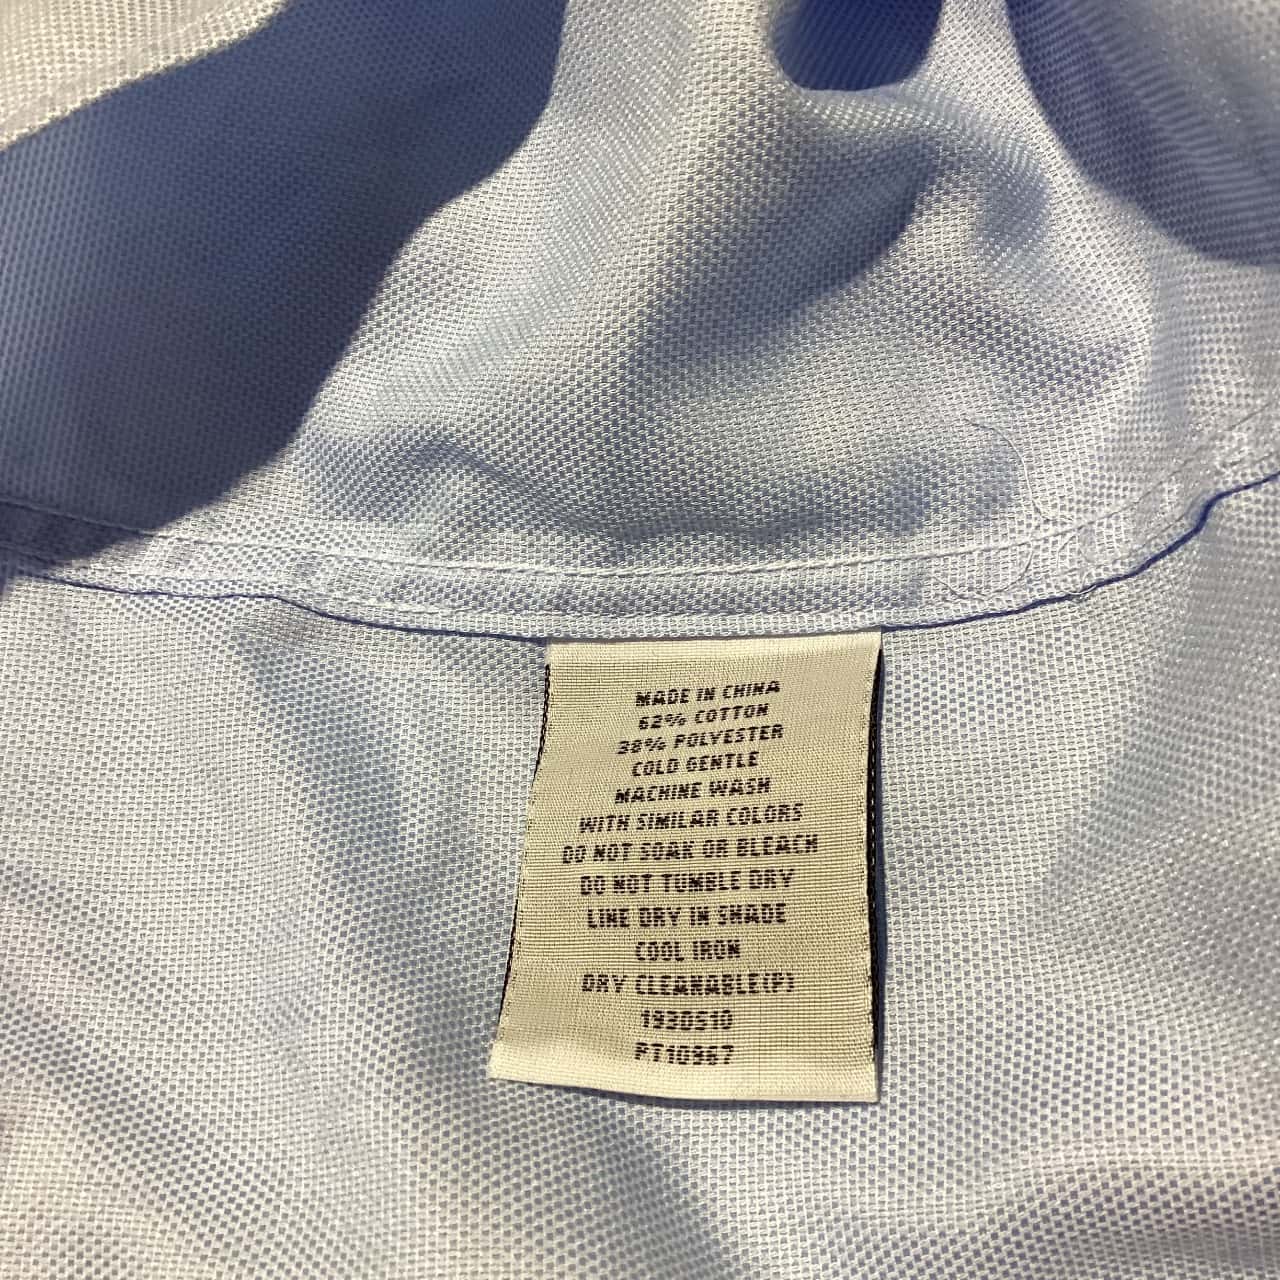 MADE IN CHINA
62% COTTON
38% POLYESTER
COLD GENTLE
MACHINE WASH
WITH SIMILAR COLORS
DO NOT SOAK OR BLEACH
DO NOT TUMBLE DRY
LINE DRY IN SHADE
COOL IRON
DRY CLEANABLE(P)
1930510
PT10967